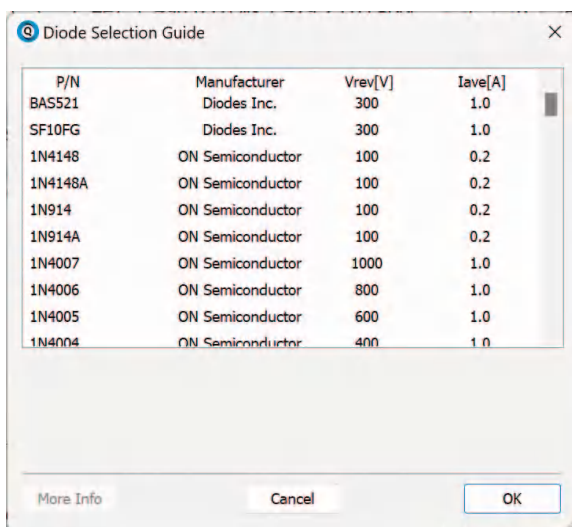 Q Diode Selection Guide
P/N Manufacturer Vrev[V] Iave[A]
BAS521 Diodes Inc. 300 1.0
SF10FG Diodes Inc. 300 1.0
1N4148 ON Semiconductor 100 0.2
1N4148A ON Semiconductor 100 0.2
1N914 ON Semiconductor 100 0.2
1N914A ON Semiconductor 100 0.2
1N4007 ON Semiconductor 1000 1.0
1N4006 ON Semiconductor 800 1.0
1N4005 ON Semiconductor 600 1.0
1N4004 ON Semiconductor 400 1.0
More Info Cancel OK